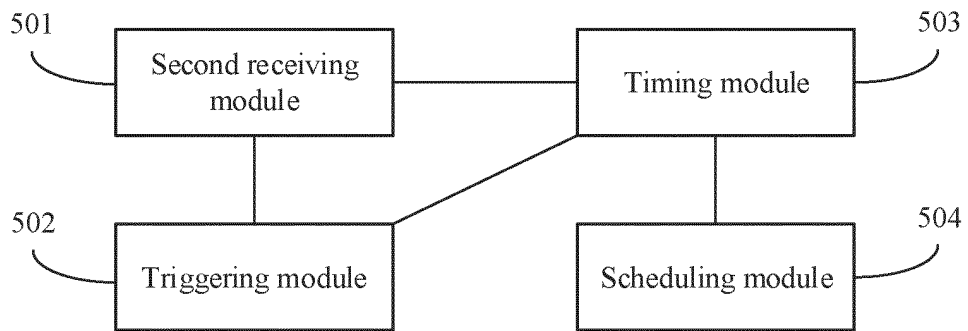 501
Second receiving
module
503
Timing module
502
Triggering module
504
Scheduling module